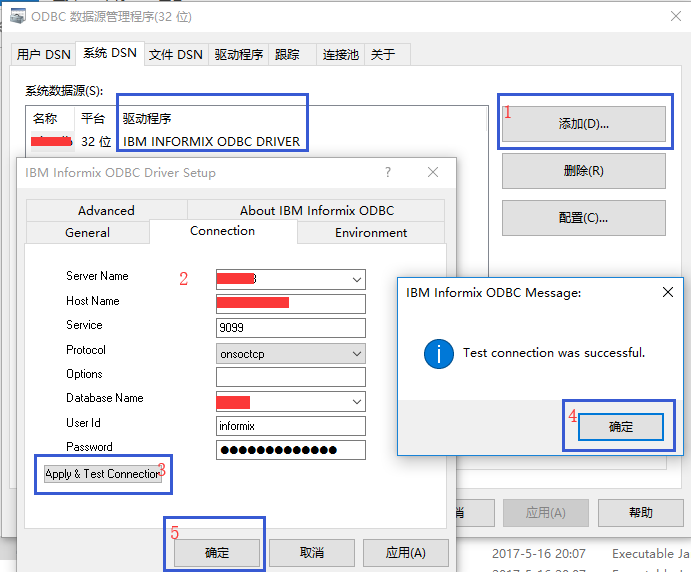 ODBC 数据源管理程序(32 位)
用户 DSN 系统 DSN 文件 DSN 驱动程序 跟踪 连接池 关于
系统数据源(S):
名称 平台 驱动程序
32 位 IBM INFORMIX ODBC DRIVER
1 添加(D)...
删除(R)
配置(C)...
IBM Informix ODBC Driver Setup ?
Advanced About IBM Informix ODBC
General Connection Environment
2
Server Name
Host Name
Service 9099
Protocol onsoctcp
Options
Database Name
User Id informix
Password ●●●●●●●●●●●●●
Apply & Test Connection 3
5 确定 取消 应用(A)
IBM Informix ODBC Message:
i Test connection was successful.
4 确定
应用(A) 帮助
2017-5-16 20:07 Executable Ja